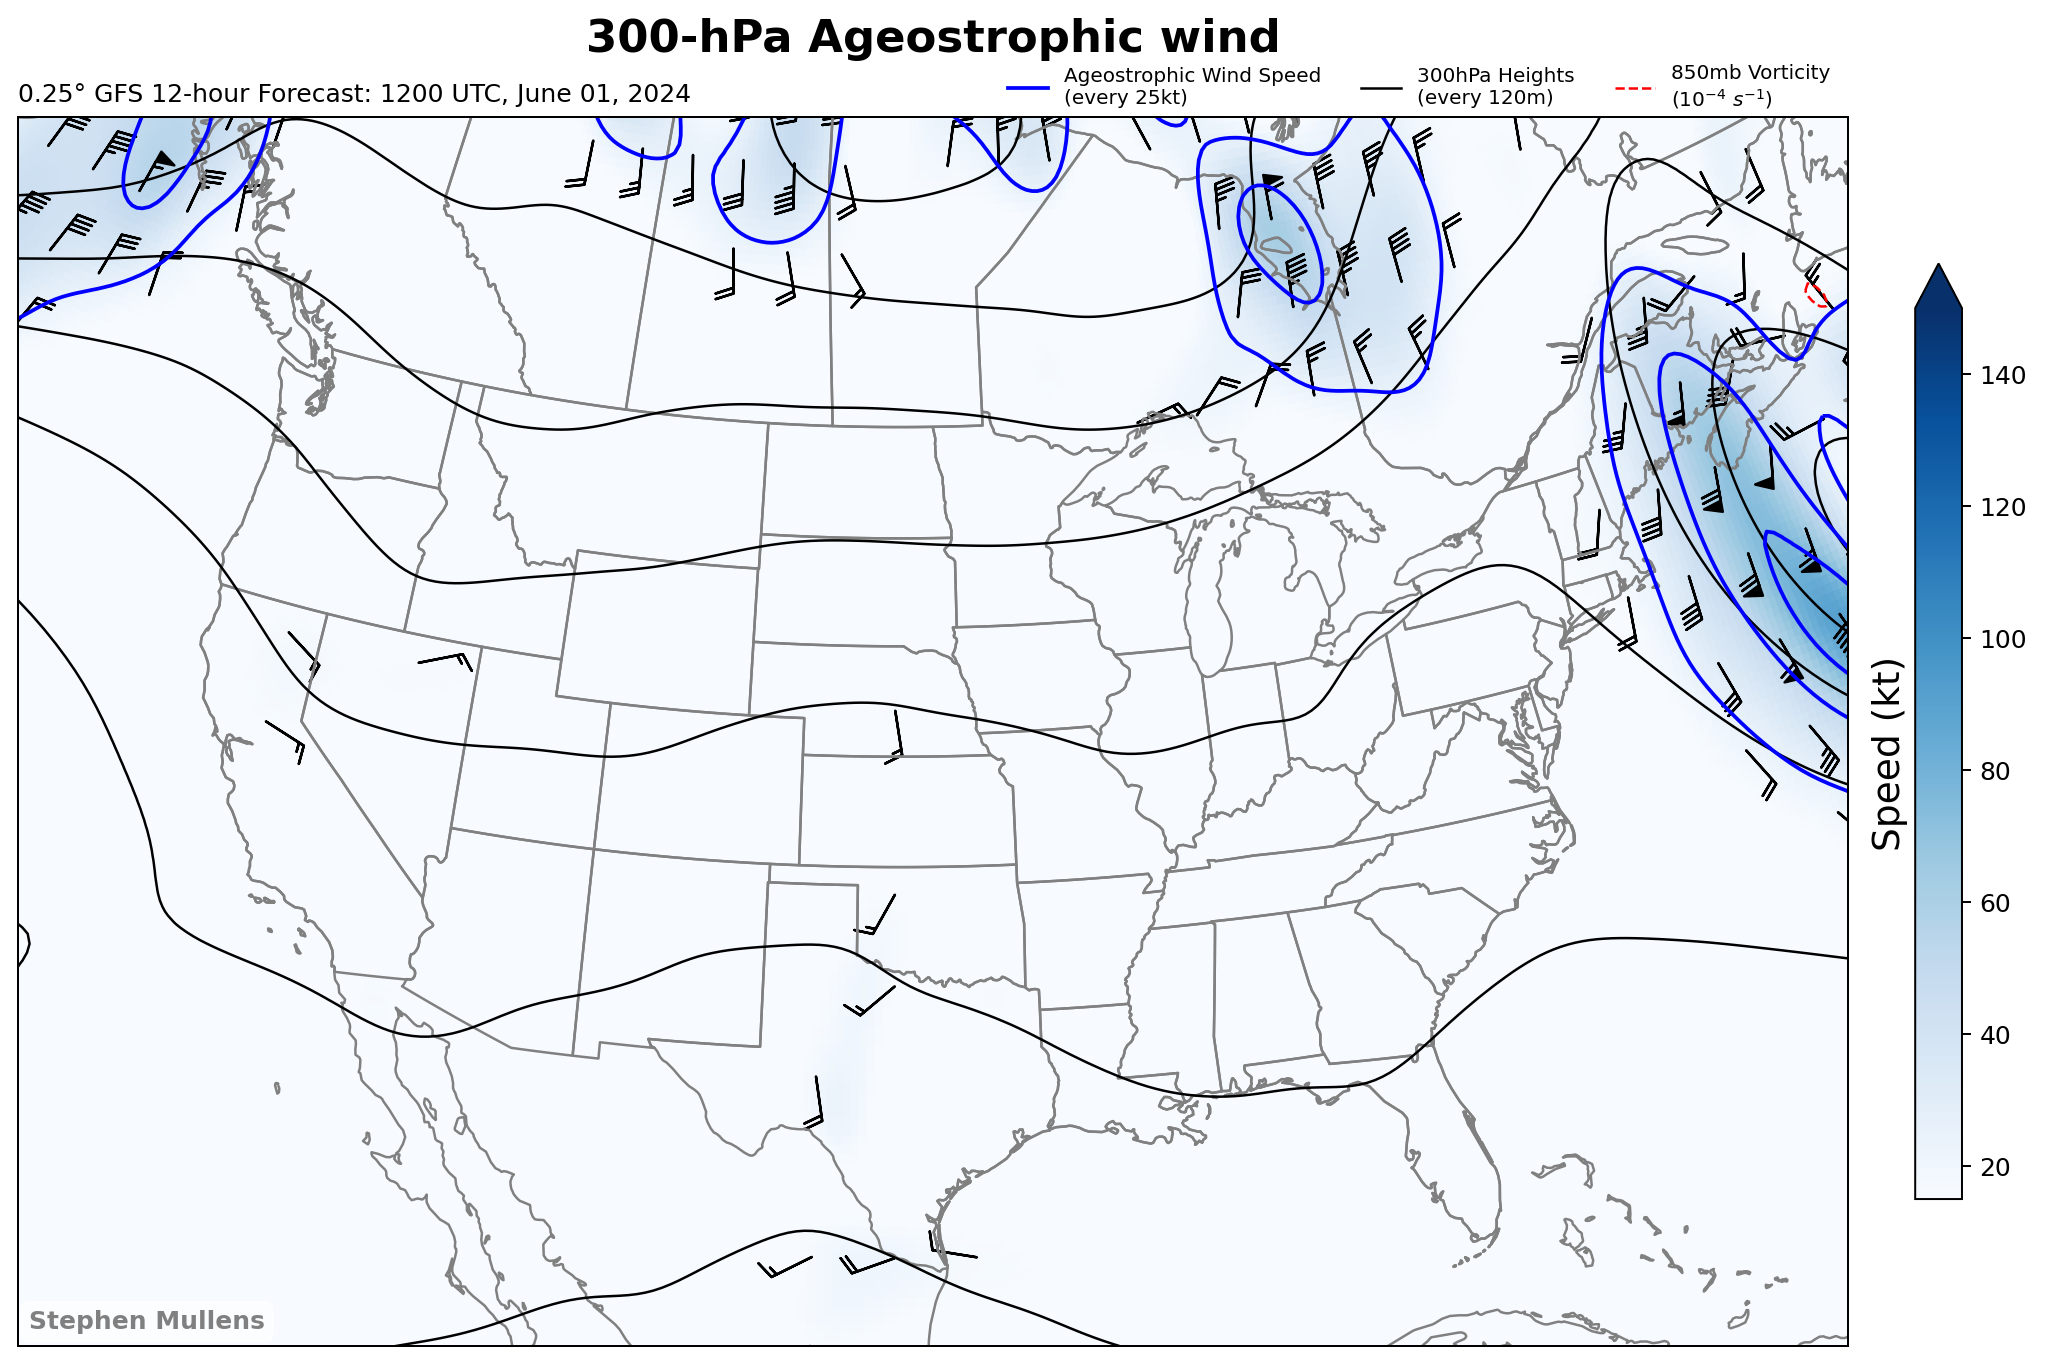 300-hPa Ageostrophic wind
0.25° GFS 12-hour Forecast: 1200 UTC, June 01, 2024
Ageostrophic Wind Speed
(every 25kt)
300hPa Heights
(every 120m)
850mb Vorticity
(10⁻⁴ s⁻¹)
140
120
100
80
60
40
20
Speed (kt)
Stephen Mullens